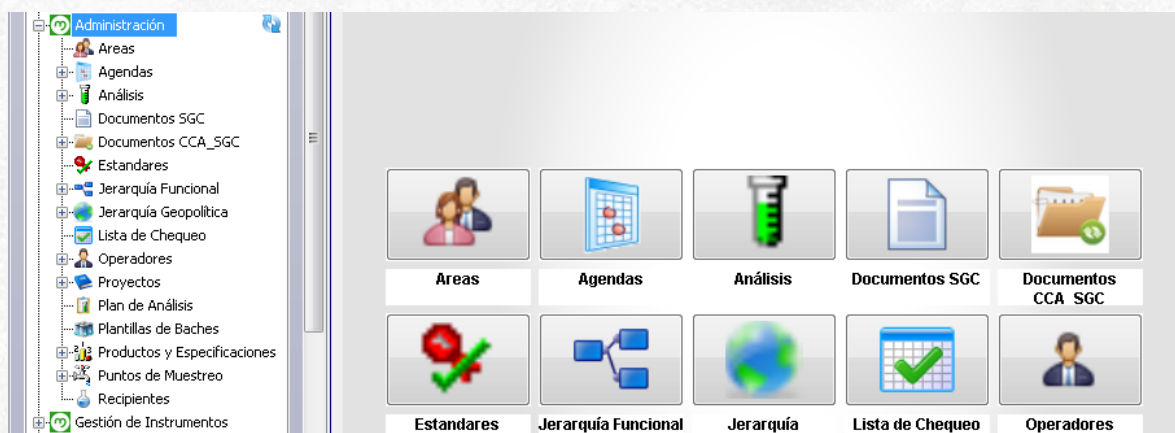 Administración
Areas
Agendas
Análisis
Documentos SGC
Documentos CCA_SGC
Estandares
Jerarquía Funcional
Jerarquía Geopolítica
Lista de Chequeo
Operadores
Proyectos
Plan de Análisis
Plantillas de Baches
Productos y Especificaciones
Puntos de Muestreo
Recipientes
Gestión de Instrumentos
Areas Agendas Análisis Documentos SGC Documentos
CCA_SGC
Estandares Jerarquía Funcional Jerarquía Lista de Chequeo Operadores